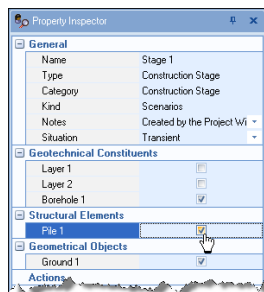 Property Inspector
General
Name Stage 1
Type Construction Stage
Category Construction Stage
Kind Scenarios
Notes Created by the Project Wi
Situation Transient
Geotechnical Constituents
Layer 1
Layer 2
Borehole 1
Structural Elements
Pile 1
Geometrical Objects
Ground 1
Actions